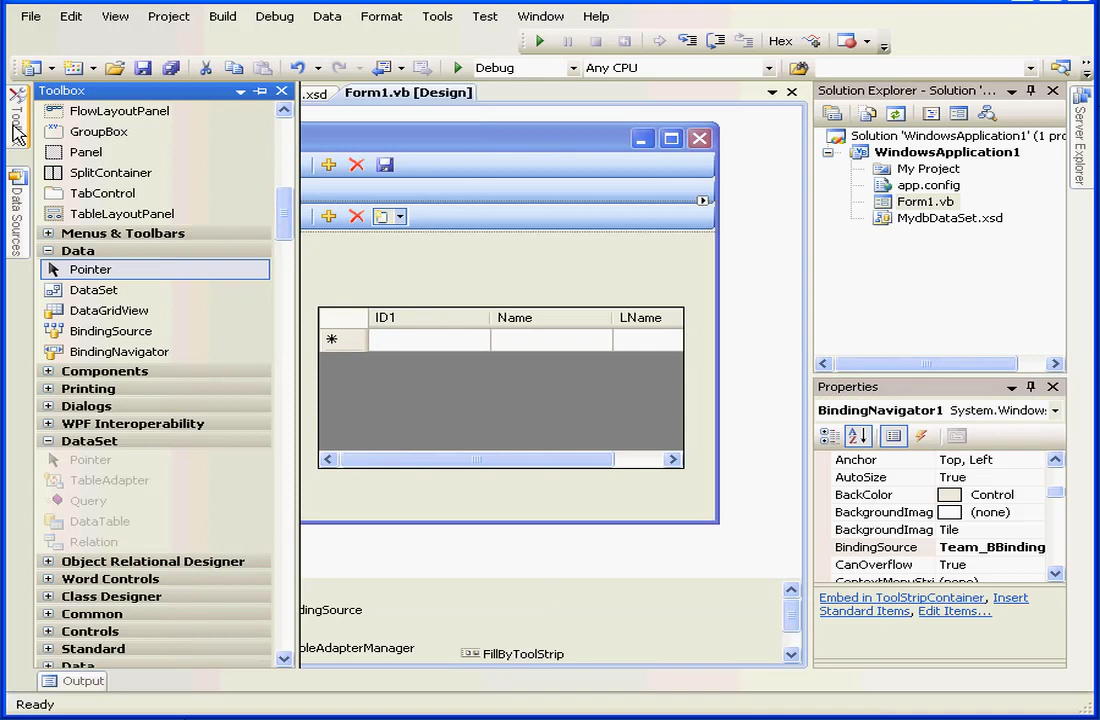 File Edit View Project Build Debug Data Format Tools Test Window Help
Hex
Debug Any CPU
Toolbox
.xsd Form1.vb [Design]
Solution Explorer - Solution '...
FlowLayoutPanel
GroupBox
Panel
SplitContainer
TabControl
TableLayoutPanel
Menus & Toolbars
Data
Pointer
DataSet
DataGridView
BindingSource
BindingNavigator
Components
Printing
Dialogs
WPF Interoperability
DataSet
Pointer
TableAdapter
Query
DataTable
Relation
Object Relational Designer
Word Controls
Class Designer
Common
Controls
Standard
Data
Data Sources
ID1 Name LName
dingSource
bleAdapterManager FillByToolStrip
Solution 'WindowsApplication1' (1 pro
WindowsApplication1
My Project
app.config
Form1.vb
MydbDataSet.xsd
Server Explorer
Properties
BindingNavigator1 System.Window
Anchor Top, Left
AutoSize True
BackColor Control
BackgroundImag (none)
BackgroundImag Tile
BindingSource Team_BBinding
CanOverflow True
ContextMenuStri (none)
Embed in ToolStripContainer, Insert
Standard Items, Edit Items...
Output
Ready